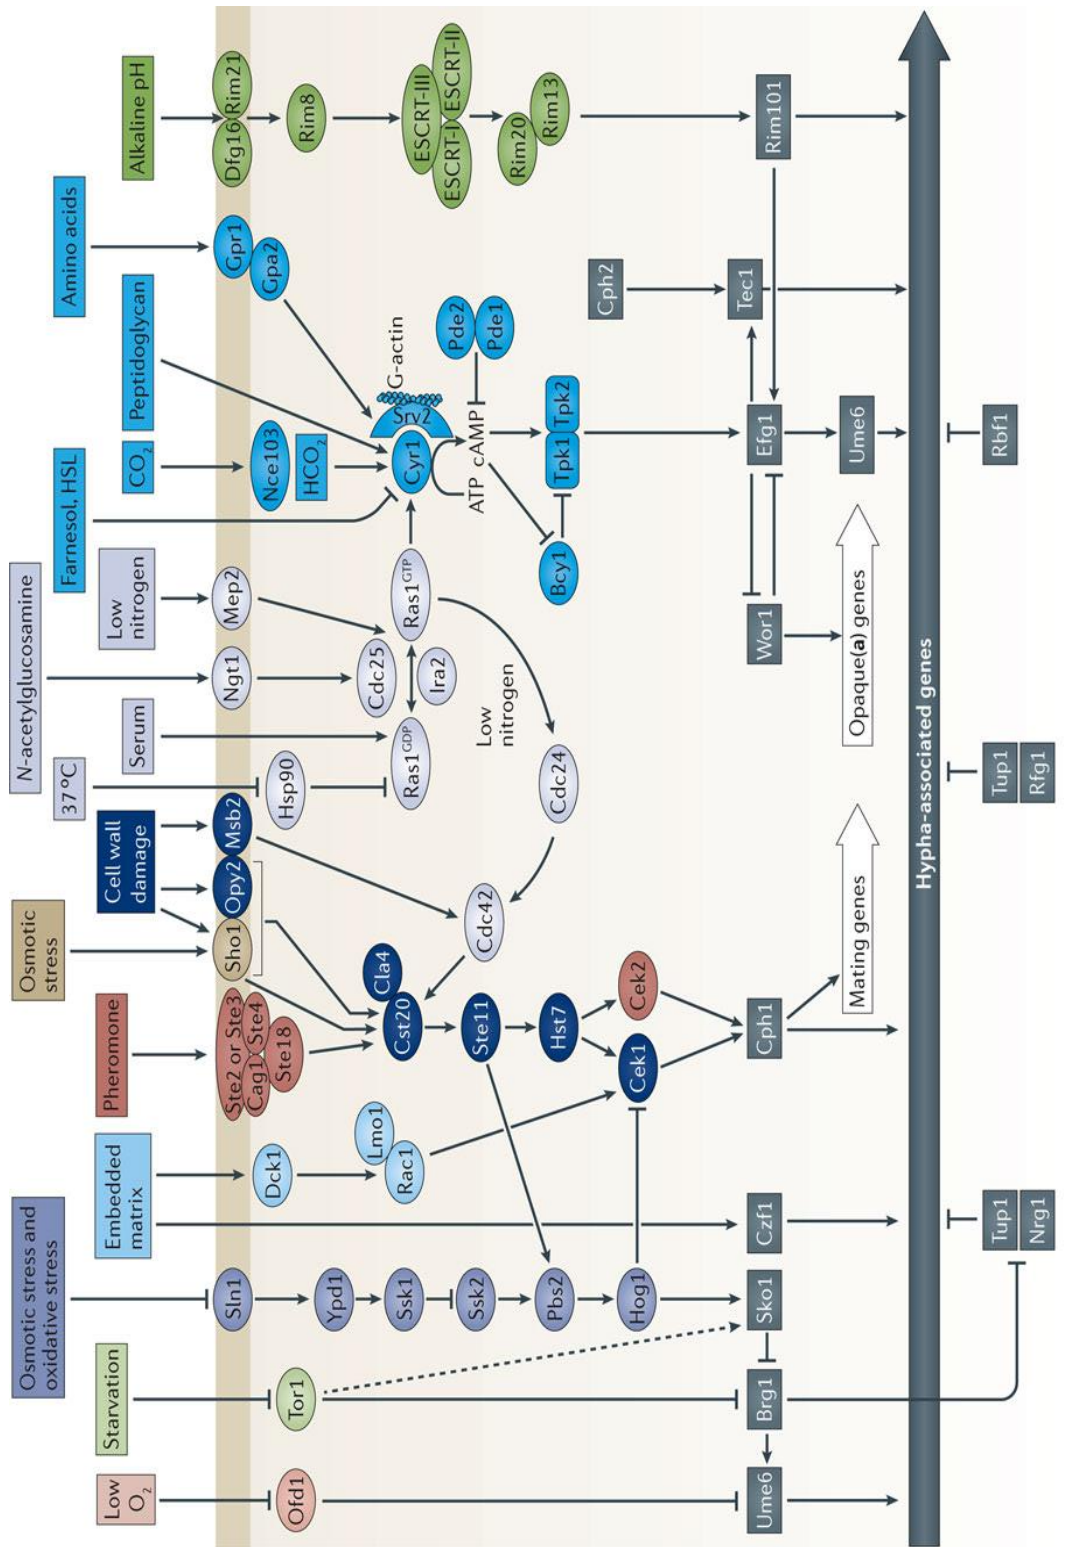 Low
O2
Starvation
Osmotic stress and
oxidative stress
Embedded
matrix
Pheromone
Osmotic
stress
Cell wall
damage
37 ºC
Serum
N-acetylglucosamine
Low
nitrogen
Farnesol, HSL
CO2
Peptidoglycan
Amino acids
Alkaline pH
Sln1
Ste2 or Ste3
Cag1
Ste4
Ste18
Sho1
Opy2
Msb2
Ngt1
Mep2
Gpr1
Gpa2
Dfg16
Rim21
Ofd1
Tor1
Ypd1
Dck1
Hsp90
Nce103
HCO2
Rim8
Ssk1
Lmo1
Rac1
Cla4
Cst20
Ras1GDP
Cdc25
Ira2
Ras1GTP
Cyr1
Srv2
G-actin
ESCRT-III
ESCRT-I
ESCRT-II
Ssk2
Ste11
Cdc42
Low
nitrogen
ATP
cAMP
Pde2
Pde1
Rim20
Rim13
Pbs2
Hst7
Cdc24
Bcy1
Tpk1
Tpk2
Hog1
Cek1
Cek2
Cph2
Ume6
Brg1
Sko1
Czf1
Cph1
Wor1
Efg1
Tec1
Rim101
Ume6
Mating genes
Opaque(a) genes
Hypha-associated genes
Tup1
Nrg1
Tup1
Rfg1
Rbf1